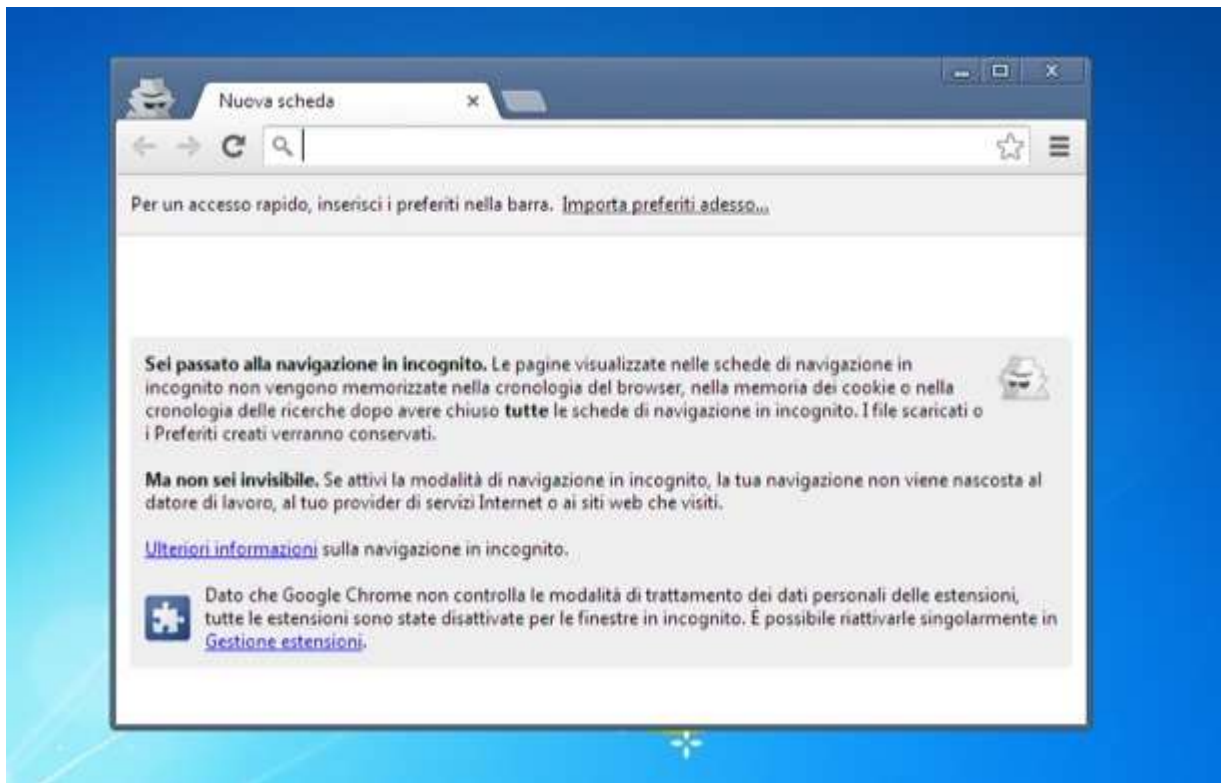 Nuova scheda
Per un accesso rapido, inserisci i preferiti nella barra. Importa preferiti adesso...
Sei passato alla navigazione in incognito. Le pagine visualizzate nelle schede di navigazione in
incognito non vengono memorizzate nella cronologia del browser, nella memoria dei cookie o nella
cronologia delle ricerche dopo avere chiuso tutte le schede di navigazione in incognito. I file scaricati o
i Preferiti creati verranno conservati.
Ma non sei invisibile. Se attivi la modalità di navigazione in incognito, la tua navigazione non viene nascosta al
datore di lavoro, al tuo provider di servizi Internet o ai siti web che visiti.
Ulteriori informazioni sulla navigazione in incognito.
Dato che Google Chrome non controlla le modalità di trattamento dei dati personali delle estensioni,
tutte le estensioni sono state disattivate per le finestre in incognito. È possibile riattivarle singolarmente in
Gestione estensioni.